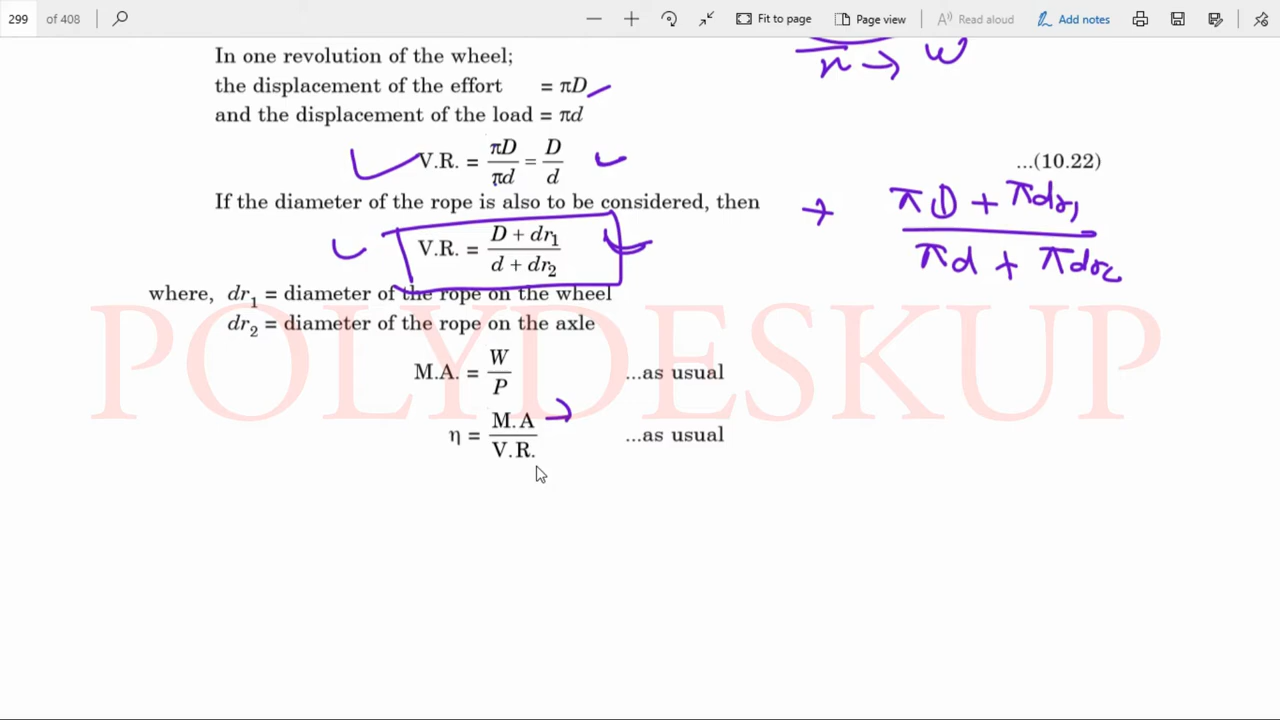 299 of 408 Fit to page Page view Read aloud Add notes
In one revolution of the wheel;
n → W
the displacement of the effort = πD
and the displacement of the load = πd
V.R. = πD/πd = D/d ...(10.22)
If the diameter of the rope is also to be considered, then
→ πD + πdr₁ / πd + πdr₂
V.R. = D + dr₁ / d + dr₂
where, dr₁ = diameter of the rope on the wheel
dr₂ = diameter of the rope on the axle
POLYDESKUP
M.A. = W/P ...as usual
η = M.A/V.R. → ...as usual